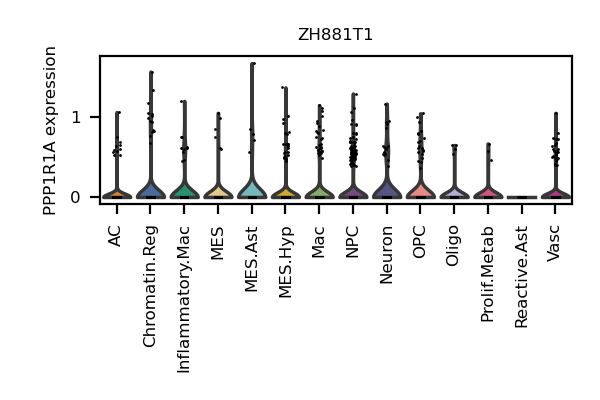 ZH881T1
PPP1R1A expression
1
0
AC
Chromatin.Reg
Inflammatory.Mac
MES
MES.Ast
MES.Hyp
Mac
NPC
Neuron
OPC
Oligo
Prolif.Metab
Reactive.Ast
Vasc